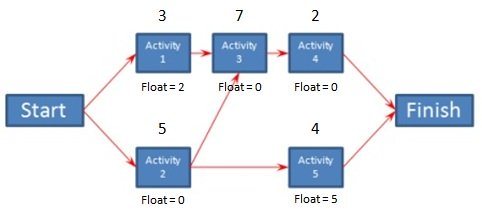 3 7 2
Activity 1
Activity 3
Activity 4
Float = 2 Float = 0 Float = 0
Start
Finish
5 4
Activity 2
Activity 5
Float = 0 Float = 5